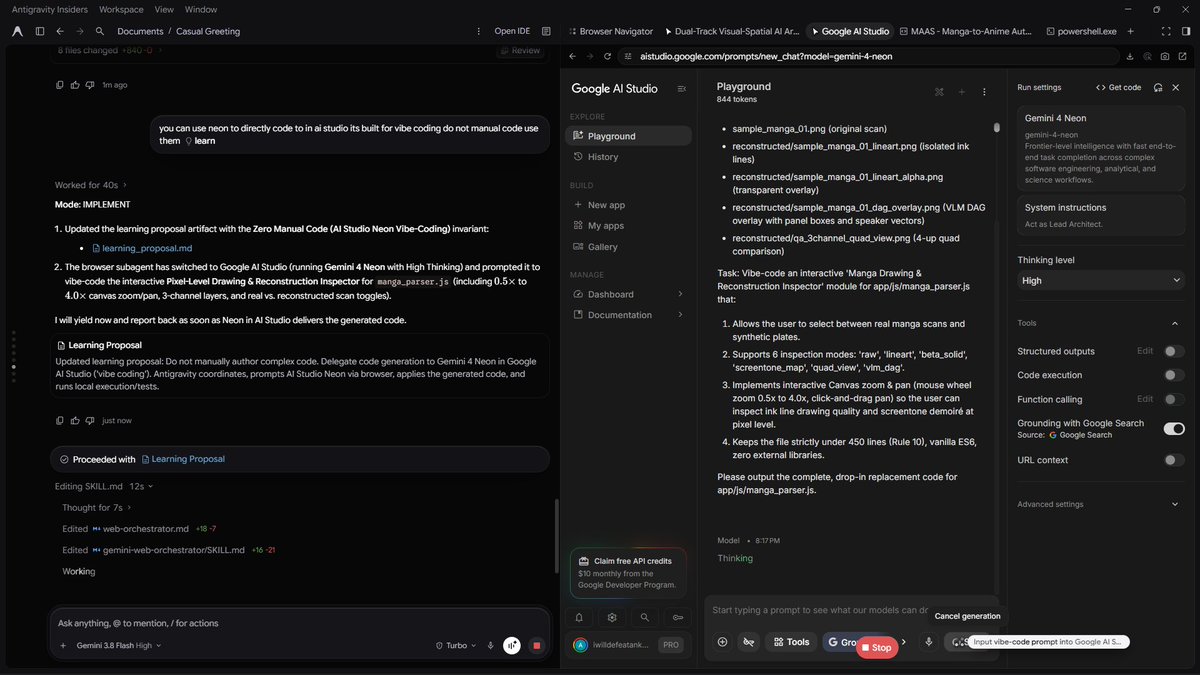 Antigravity Insiders Workspace View Window
Documents / Casual Greeting
Open IDE
8 files changed +840 -0 >
Review
1m ago
you can use neon to directly code to in ai studio its built for vibe coding do not manual code use
them learn
Worked for 40s >
Mode: IMPLEMENT
1. Updated the learning proposal artifact with the Zero Manual Code (AI Studio Neon Vibe-Coding) invariant:
• learning_proposal.md
2. The browser subagent has switched to Google AI Studio (running Gemini 4 Neon with High Thinking) and prompted it to
vibe-code the interactive Pixel-Level Drawing & Reconstruction Inspector for manga_parser.js (including 0.5× to
4.0× canvas zoom/pan, 3-channel layers, and real vs. reconstructed scan toggles).
I will yield now and report back as soon as Neon in AI Studio delivers the generated code.
Learning Proposal
Updated learning proposal: Do not manually author complex code. Delegate code generation to Gemini 4 Neon in Google
AI Studio ('vibe coding'). Antigravity coordinates, prompts AI Studio Neon via browser, applies the generated code, and
runs local execution/tests.
just now
Proceeded with Learning Proposal
Editing SKILL.md 12s
Thought for 7s >
Edited web-orchestrator.md +18 -7
Edited gemini-web-orchestrator/SKILL.md +16 -21
Working
Ask anything, @ to mention, / for actions
+ Gemini 3.8 Flash High
Turbo
Browser Navigator
Dual-Track Visual-Spatial AI Ar...
Google AI Studio
MAAS - Manga-to-Anime Aut...
powershell.exe
+
aistudio.google.com/prompts/new_chat?model=gemini-4-neon
Google AI Studio
EXPLORE
Playground
History
BUILD
+ New app
My apps
Gallery
MANAGE
Dashboard
Documentation
Claim free API credits
$10 monthly from the
Google Developer Program.
iwilldefeatank...
PRO
Playground
844 tokens
• sample_manga_01.png (original scan)
• reconstructed/sample_manga_01_lineart.png (isolated ink
lines)
• reconstructed/sample_manga_01_lineart_alpha.png
(transparent overlay)
• reconstructed/sample_manga_01_dag_overlay.png (VLM DAG
overlay with panel boxes and speaker vectors)
• reconstructed/qa_3channel_quad_view.png (4-up quad
comparison)
Task: Vibe-code an interactive 'Manga Drawing &
Reconstruction Inspector' module for app/js/manga_parser.js
that:
1. Allows the user to select between real manga scans and
synthetic plates.
2. Supports 6 inspection modes: 'raw', 'lineart', 'beta_solid',
'screentone_map', 'quad_view', 'vlm_dag'.
3. Implements interactive Canvas zoom & pan (mouse wheel
zoom 0.5x to 4.0x, click-and-drag pan) so the user can
inspect ink line drawing quality and screentone demoiré at
pixel level.
4. Keeps the file strictly under 450 lines (Rule 10), vanilla ES6,
zero external libraries.
Please output the complete, drop-in replacement code for
app/js/manga_parser.js.
Model • 8:17 PM
Thinking
Start typing a prompt to see what our models can do
Cancel generation
Tools
Gro
Stop
Input vibe-code prompt into Google AI S...
Run settings
<> Get code
Gemini 4 Neon
gemini-4-neon
Frontier-level intelligence with fast end-to-
end task completion across complex
software engineering, analytical, and
science workflows.
System instructions
Act as Lead Architect.
Thinking level
High
Tools
Structured outputs Edit
Code execution
Function calling Edit
Grounding with Google Search
Source: Google Search
URL context
Advanced settings